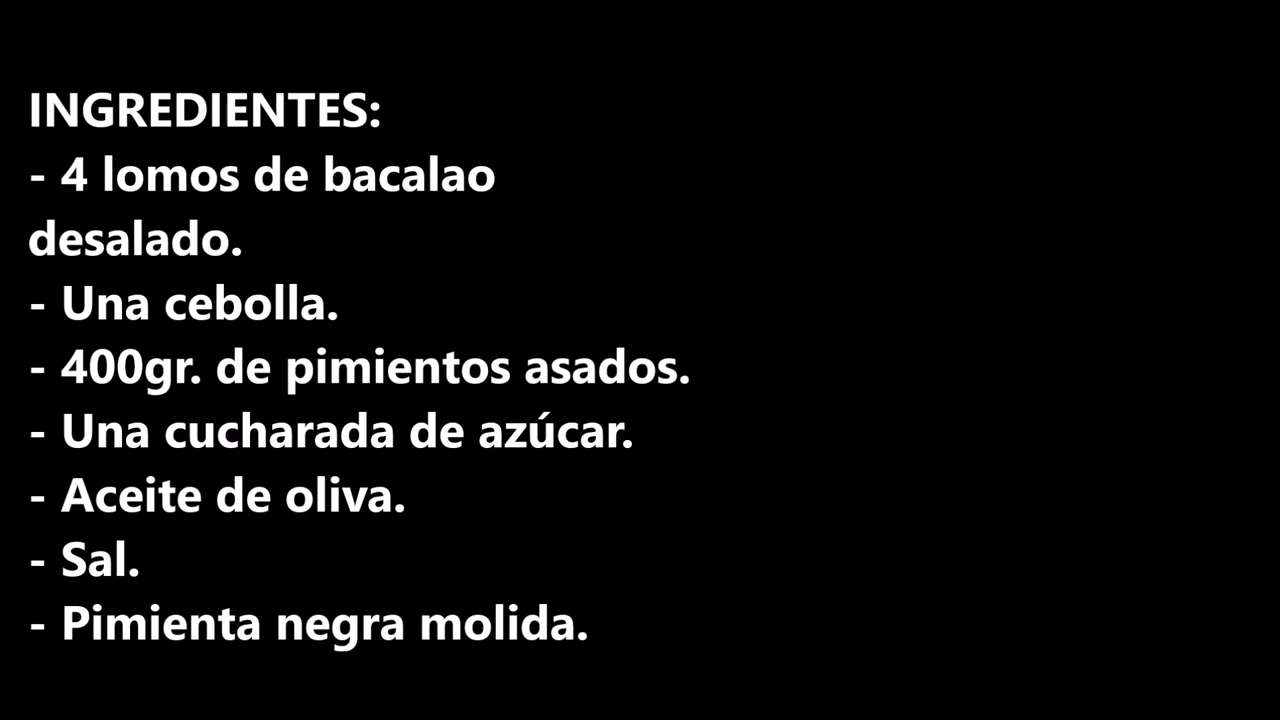 INGREDIENTES:
- 4 lomos de bacalao
desalado.
- Una cebolla.
- 400gr. de pimientos asados.
- Una cucharada de azúcar.
- Aceite de oliva.
- Sal.
- Pimienta negra molida.